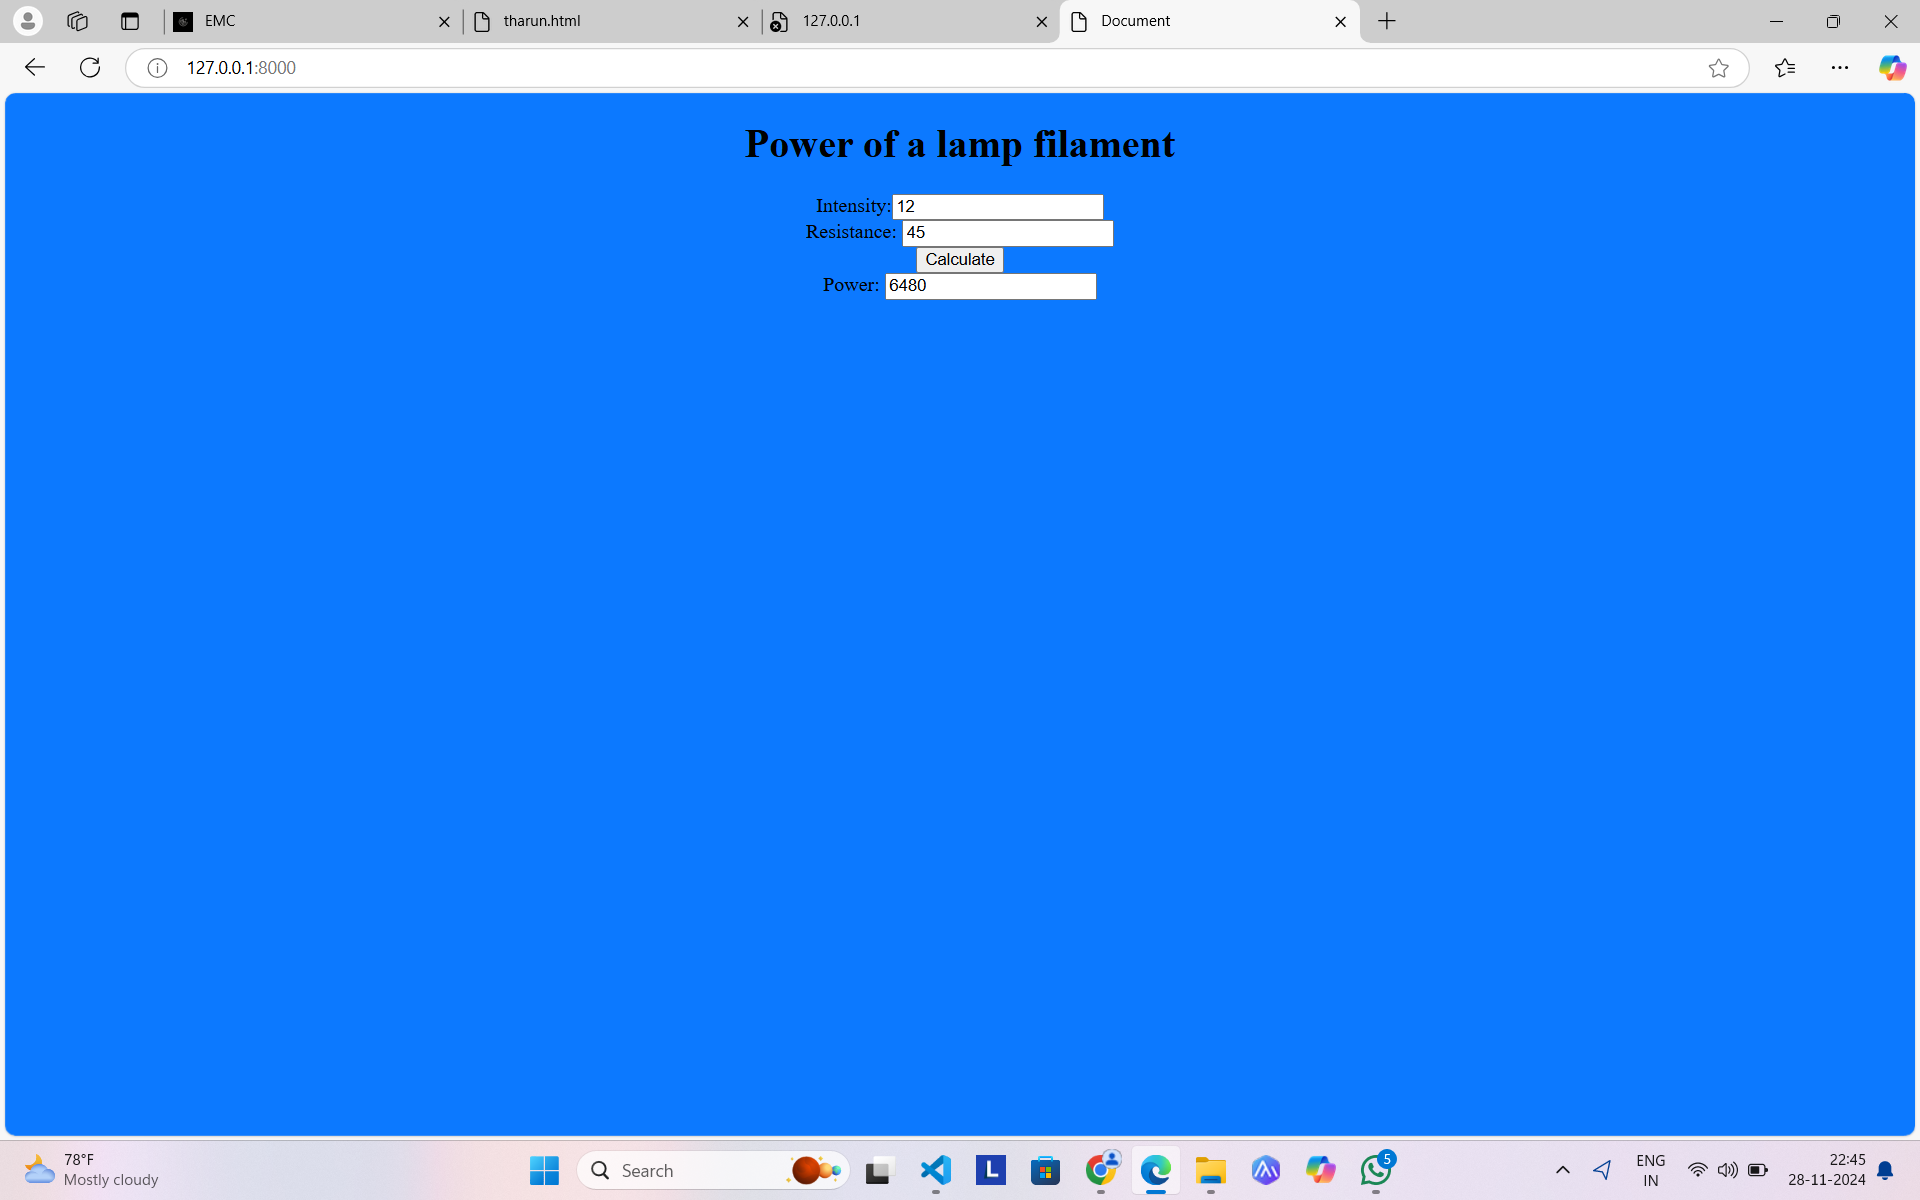 EMC tharun.html 127.0.0.1 Document
127.0.0.1:8000
Power of a lamp filament
Intensity: 12
Resistance: 45
Calculate
Power: 6480
78°F
Mostly cloudy
Search
L
5
ENG
IN
22:45
28-11-2024